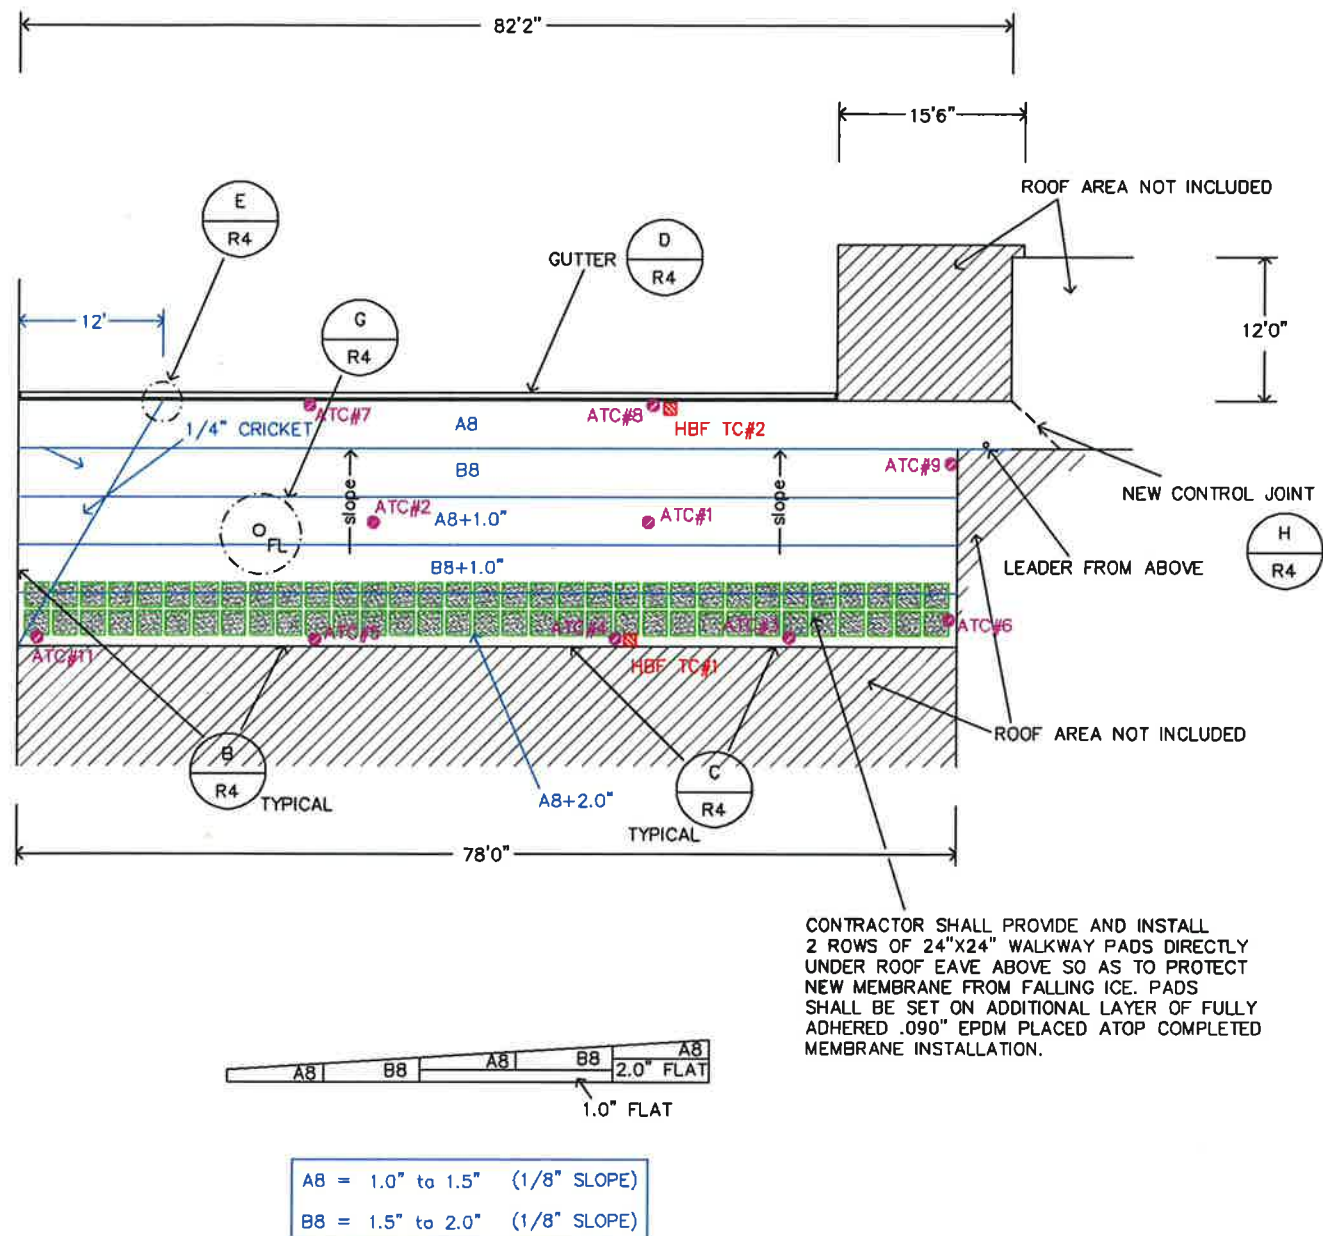 82'2"
15'6"
ROOF AREA NOT INCLUDED
E
R4
D
R4
GUTTER
12'
G
R4
12'0"
ATC#7
ATC#8
A8
HBF TC#2
1/4" CRICKET
B8
ATC#9
slope
slope
NEW CONTROL JOINT
ATC#2
A8+1.0"
ATC#1
FL
H
R4
B8+1.0"
LEADER FROM ABOVE
ATC#11
ATC#5
ATC#4
ATC#3
ATC#6
HBF TC#1
ROOF AREA NOT INCLUDED
B
R4
TYPICAL
C
R4
TYPICAL
A8+2.0"
78'0"
CONTRACTOR SHALL PROVIDE AND INSTALL
2 ROWS OF 24"X24" WALKWAY PADS DIRECTLY
UNDER ROOF EAVE ABOVE SO AS TO PROTECT
NEW MEMBRANE FROM FALLING ICE. PADS
SHALL BE SET ON ADDITIONAL LAYER OF FULLY
ADHERED .090" EPDM PLACED ATOP COMPLETED
MEMBRANE INSTALLATION.
A8
B8
A8
B8
A8
2.0" FLAT
1.0" FLAT
A8 = 1.0" to 1.5" (1/8" SLOPE)
B8 = 1.5" to 2.0" (1/8" SLOPE)